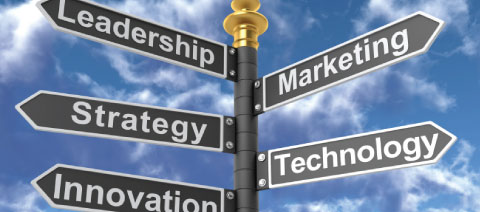 Leadership
Marketing
Strategy
Technology
Innovation